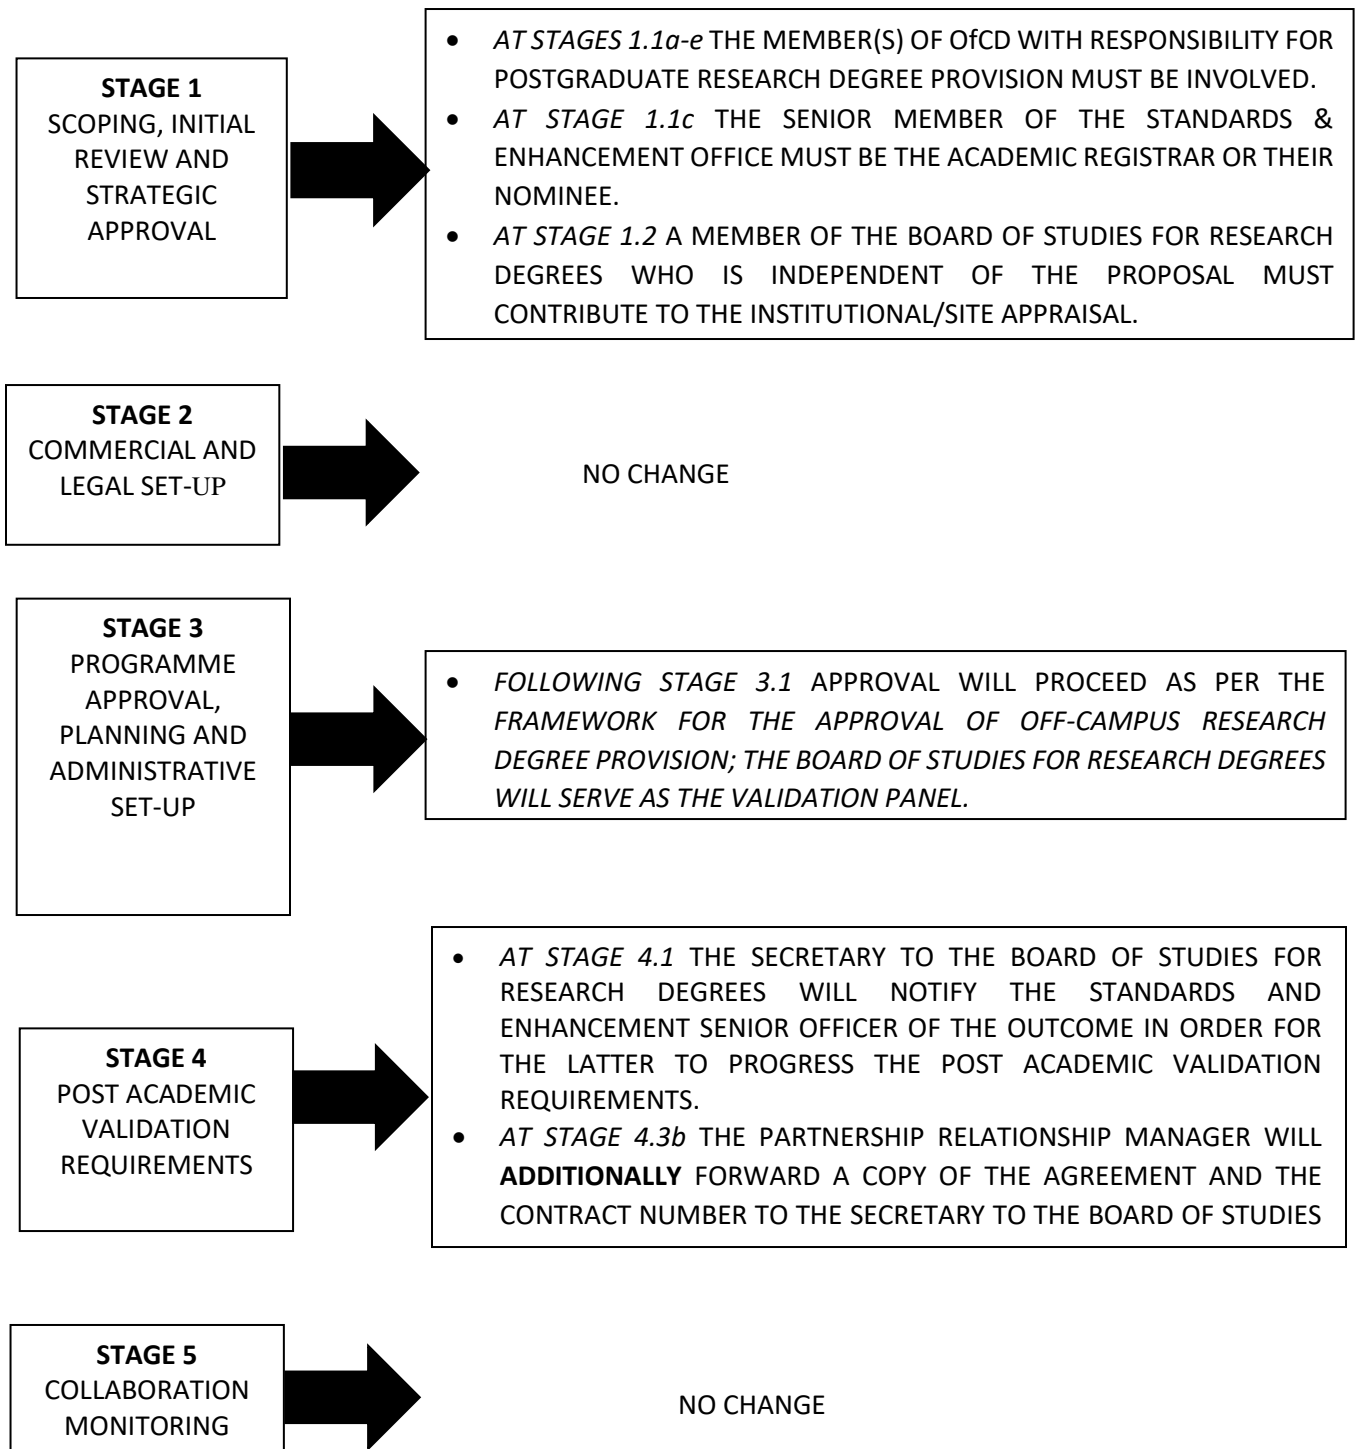 STAGE 1
SCOPING, INITIAL
REVIEW AND
STRATEGIC
APPROVAL
• AT STAGES 1.1a-e THE MEMBER(S) OF OfCD WITH RESPONSIBILITY FOR
POSTGRADUATE RESEARCH DEGREE PROVISION MUST BE INVOLVED.
• AT STAGE 1.1c THE SENIOR MEMBER OF THE STANDARDS &
ENHANCEMENT OFFICE MUST BE THE ACADEMIC REGISTRAR OR THEIR
NOMINEE.
• AT STAGE 1.2 A MEMBER OF THE BOARD OF STUDIES FOR RESEARCH
DEGREES WHO IS INDEPENDENT OF THE PROPOSAL MUST
CONTRIBUTE TO THE INSTITUTIONAL/SITE APPRAISAL.
STAGE 2
COMMERCIAL AND
LEGAL SET-UP
NO CHANGE
STAGE 3
PROGRAMME
APPROVAL,
PLANNING AND
ADMINISTRATIVE
SET-UP
• FOLLOWING STAGE 3.1 APPROVAL WILL PROCEED AS PER THE
FRAMEWORK FOR THE APPROVAL OF OFF-CAMPUS RESEARCH
DEGREE PROVISION; THE BOARD OF STUDIES FOR RESEARCH DEGREES
WILL SERVE AS THE VALIDATION PANEL.
STAGE 4
POST ACADEMIC
VALIDATION
REQUIREMENTS
• AT STAGE 4.1 THE SECRETARY TO THE BOARD OF STUDIES FOR
RESEARCH DEGREES WILL NOTIFY THE STANDARDS AND
ENHANCEMENT SENIOR OFFICER OF THE OUTCOME IN ORDER FOR
THE LATTER TO PROGRESS THE POST ACADEMIC VALIDATION
REQUIREMENTS.
• AT STAGE 4.3b THE PARTNERSHIP RELATIONSHIP MANAGER WILL
ADDITIONALLY FORWARD A COPY OF THE AGREEMENT AND THE
CONTRACT NUMBER TO THE SECRETARY TO THE BOARD OF STUDIES
STAGE 5
COLLABORATION
MONITORING
NO CHANGE